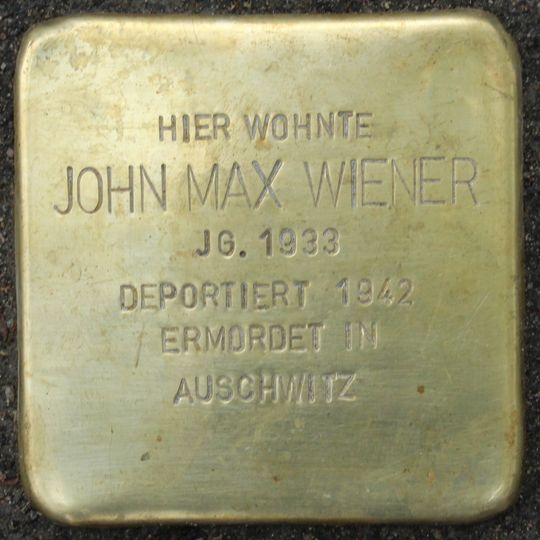 HIER WOHNTE
JOHN MAX WIENER
JG. 1933
DEPORTIERT 1942
ERMORDET IN
AUSCHWITZ